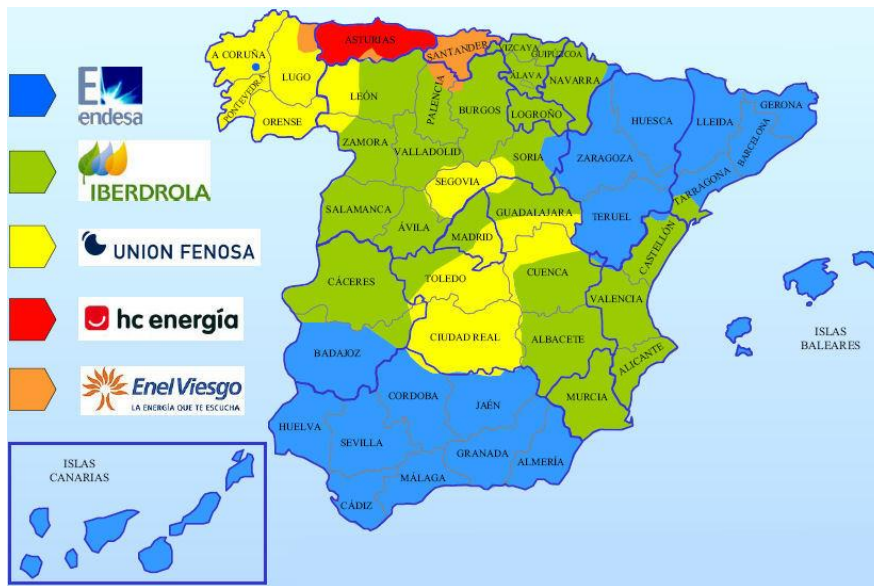 E.
endesa
IBERDROLA
UNION FENOSA
hc energía
Enel Viesgo
LA ENERGÍA QUE TE ESCUCHA
A CORUÑA
LUGO
PONTEVEDRA
ORENSE
ASTURIAS
SANTANDER
VIZCAYA
GUIPÚZCOA
ÁLAVA
NAVARRA
LEÓN
PALENCIA
BURGOS
LOGROÑO
ZAMORA
VALLADOLID
SORIA
SEGOVIA
SALAMANCA
ÁVILA
HUESCA
ZARAGOZA
TERUEL
LLEIDA
GERONA
BARCELONA
TARRAGONA
MADRID
GUADALAJARA
CÁCERES
TOLEDO
CUENCA
CASTELLÓN
VALENCIA
CIUDAD REAL
ALBACETE
ALICANTE
BADAJOZ
MURCIA
CORDOBA
JAÉN
HUELVA
SEVILLA
GRANADA
ALMERÍA
MÁLAGA
CÁDIZ
ISLAS
BALEARES
ISLAS
CANARIAS